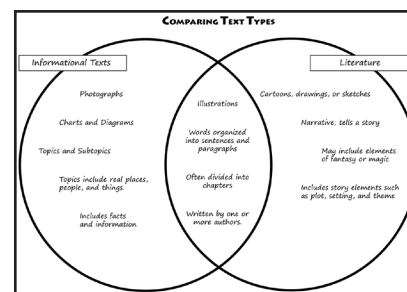 COMPARING TEXT TYPES
Informational Texts
Literature
Photographs
Charts and Diagrams
Topics and Subtopics
Topics include real places,
people, and things.
Includes facts
and information
Illustrations
Words organized
into sentences and
paragraphs
Often divided into
chapters
Written by one or
more authors.
Cartoons, drawings, or sketches
Narrative; tells a story
May include elements
of fantasy or magic
Includes story elements such
as plot, setting, and theme